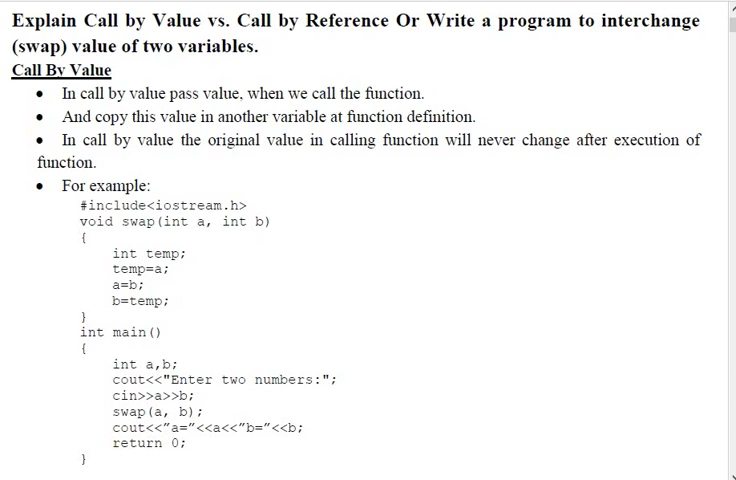 Explain Call by Value vs. Call by Reference Or Write a program to interchange
(swap) value of two variables.
Call By Value
• In call by value pass value, when we call the function.
• And copy this value in another variable at function definition.
• In call by value the original value in calling function will never change after execution of
function.
• For example:
#include<iostream.h>
void swap(int a, int b)
{
int temp;
temp=a;
a=b;
b=temp;
}
int main()
{
int a,b;
cout<<"Enter two numbers:";
cin>>a>>b;
swap(a, b);
cout<<”a=”<<a<<”b=”<<b;
return 0;
}